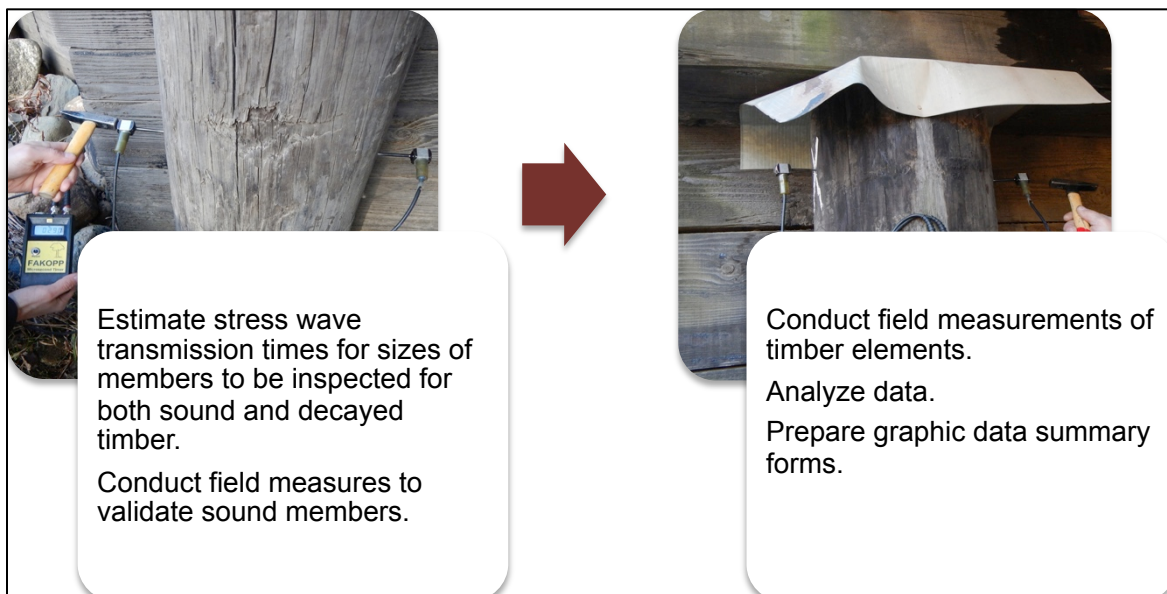 FAKOPP
Estimate stress wave
transmission times for sizes of
members to be inspected for
both sound and decayed
timber.
Conduct field measures to
validate sound members.
Conduct field measurements of
timber elements.
Analyze data.
Prepare graphic data summary
forms.